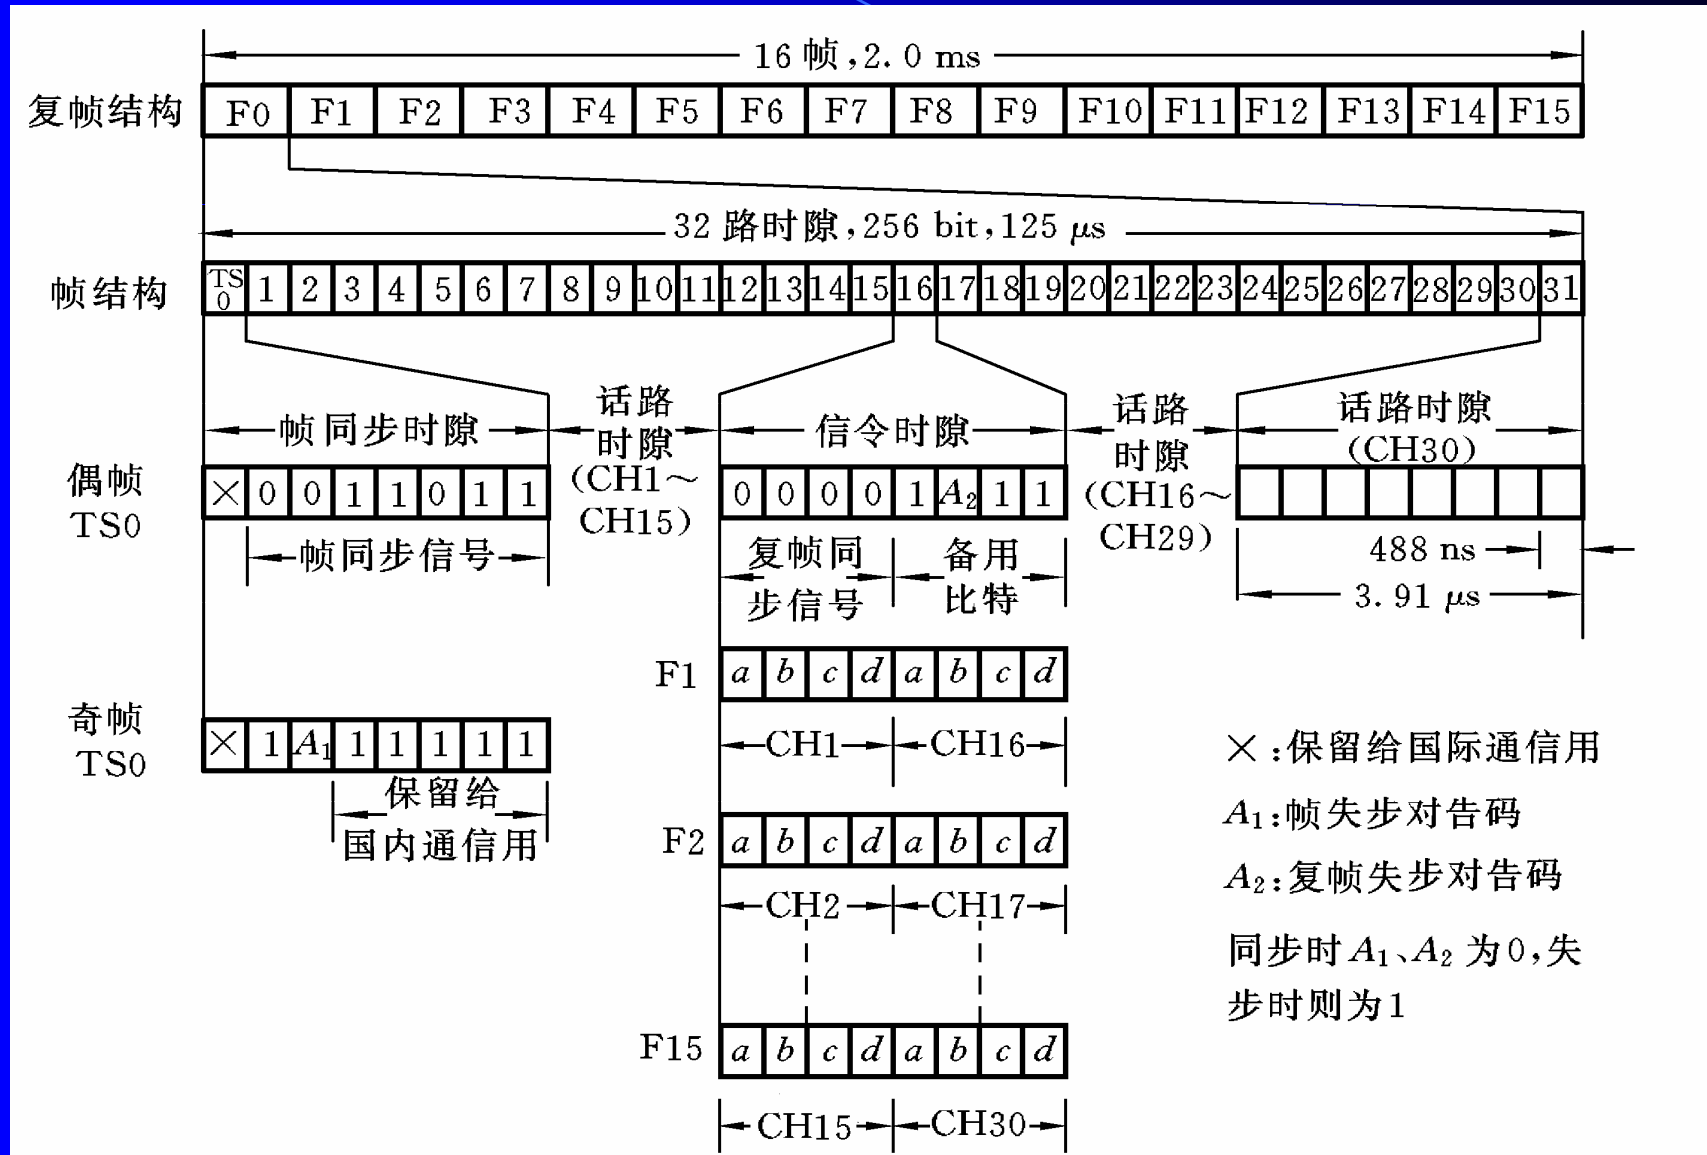 16 帧,2.0 ms
复帧结构 F0 F1 F2 F3 F4 F5 F6 F7 F8 F9 F10 F11 F12 F13 F14 F15
32 路时隙,256 bit,125 μs
帧结构 TS0 1 2 3 4 5 6 7 8 9 10 11 12 13 14 15 16 17 18 19 20 21 22 23 24 25 26 27 28 29 30 31
帧同步时隙
话路
时隙
(CH1~
CH15)
信令时隙
话路
时隙
(CH16~
CH29)
话路时隙
(CH30)
偶帧
TS0
× 0 0 1 1 0 1 1
0 0 0 0 1 A2 1 1
帧同步信号
复帧同
步信号
备用
比特
488 ns
3.91 μs
F1 a b c d a b c d
CH1 CH16
奇帧
TS0
× 1 A1 1 1 1 1 1
保留给
国内通信用
F2 a b c d a b c d
CH2 CH17
F15 a b c d a b c d
CH15 CH30
×:保留给国际通信用
A1:帧失步对告码
A2:复帧失步对告码
同步时A1、A2 为0,失
步时则为1